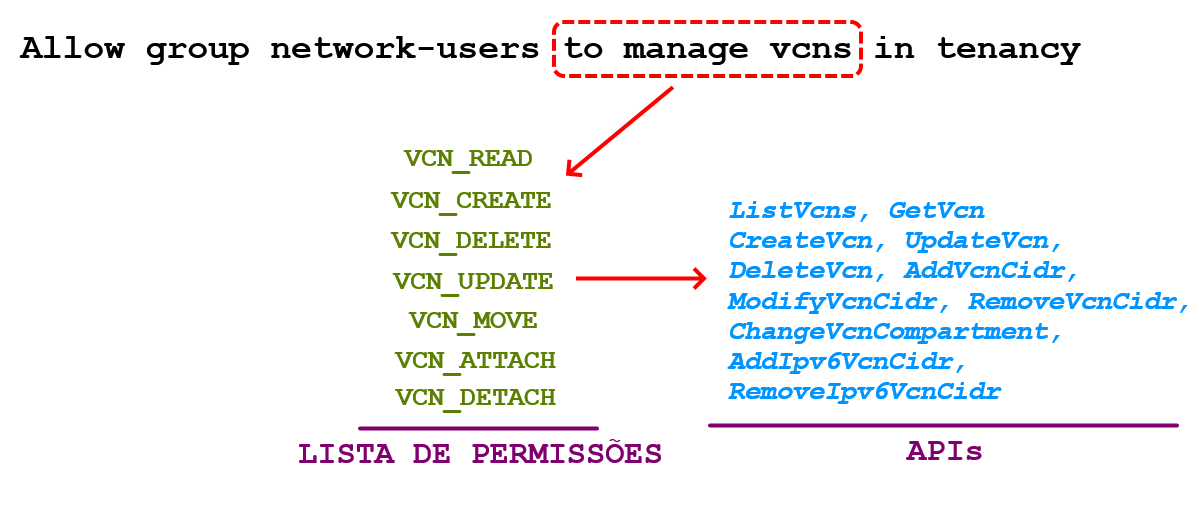 Allow group network-users to manage vcns in tenancy
VCN_READ
VCN_CREATE
VCN_DELETE
VCN_UPDATE
VCN_MOVE
VCN_ATTACH
VCN_DETACH
LISTA DE PERMISSÕES
ListVcns, GetVcn
CreateVcn, UpdateVcn,
DeleteVcn, AddVcnCidr,
ModifyVcnCidr, RemoveVcnCidr,
ChangeVcnCompartment,
AddIpv6VcnCidr,
RemoveIpv6VcnCidr
APIs